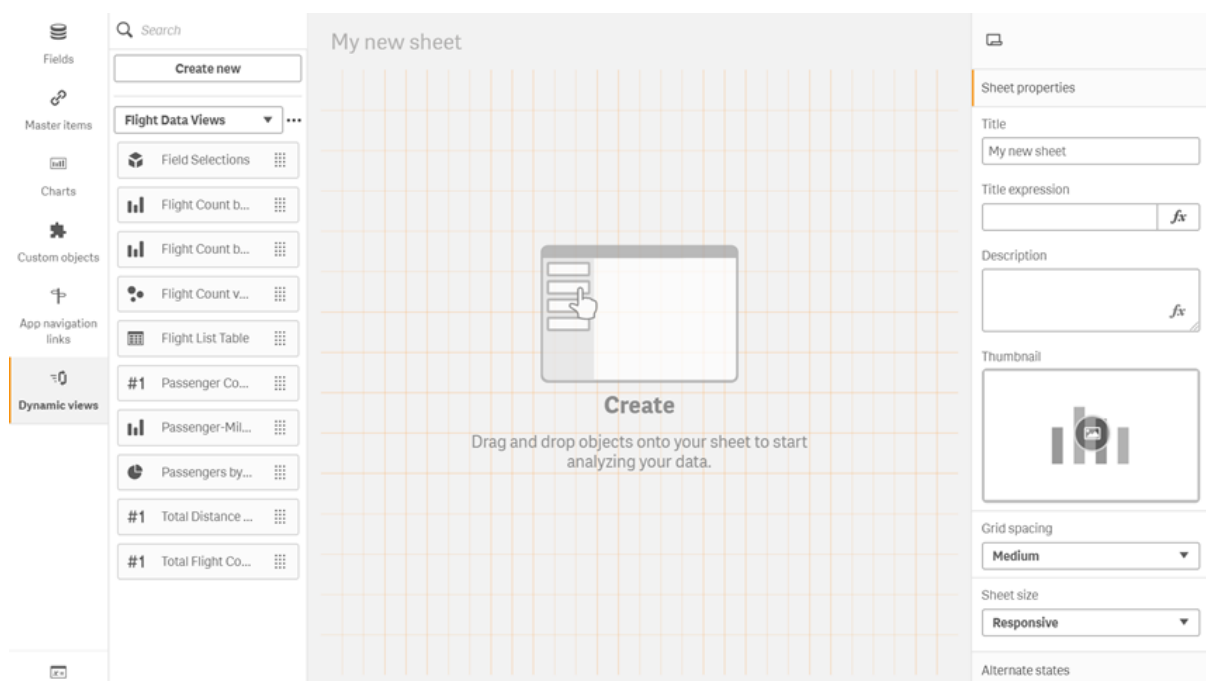 Fields
Master items
Charts
Custom objects
App navigation
links
Dynamic views
Search
Create new
Flight Data Views
Field Selections
Flight Count b...
Flight Count b...
Flight Count v...
Flight List Table
#1 Passenger Co...
Passenger-Mil...
Passengers by...
#1 Total Distance ...
#1 Total Flight Co...
My new sheet
Create
Drag and drop objects onto your sheet to start
analyzing your data.
Sheet properties
Title
My new sheet
Title expression
fx
Description
fx
Thumbnail
Grid spacing
Medium
Sheet size
Responsive
Alternate states